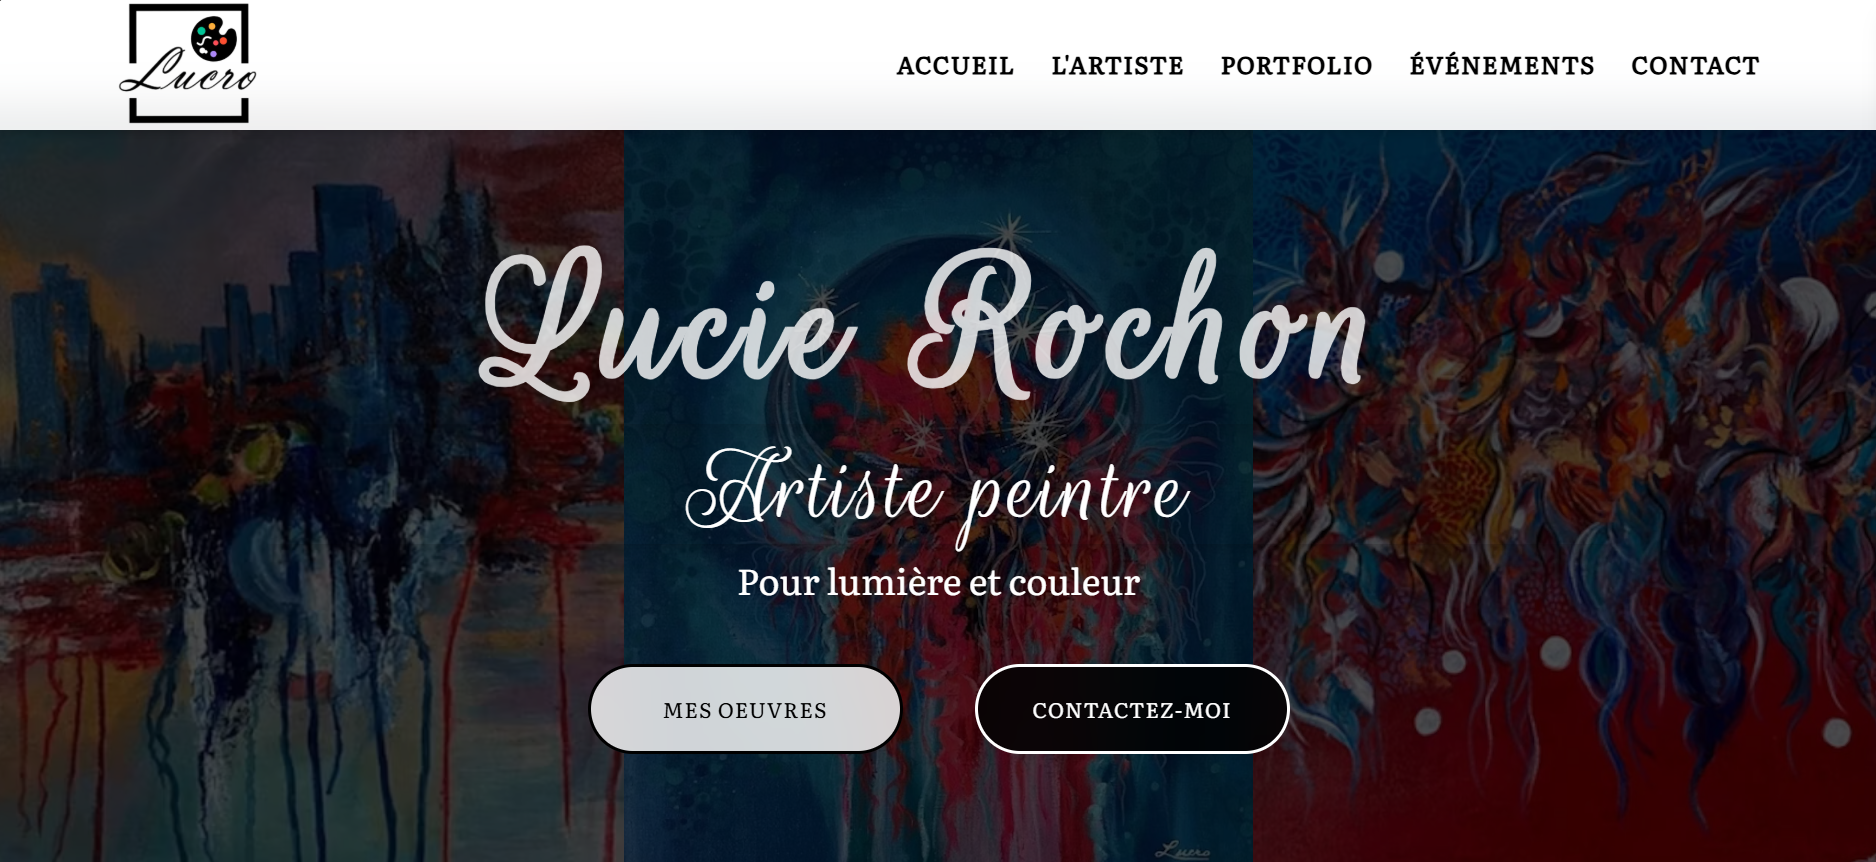 Lucro
ACCUEIL L'ARTISTE PORTFOLIO ÉVÉNEMENTS CONTACT
Lucie Rochon
Artiste peintre
Pour lumière et couleur
MES OEUVRES CONTACTEZ-MOI
Lucro